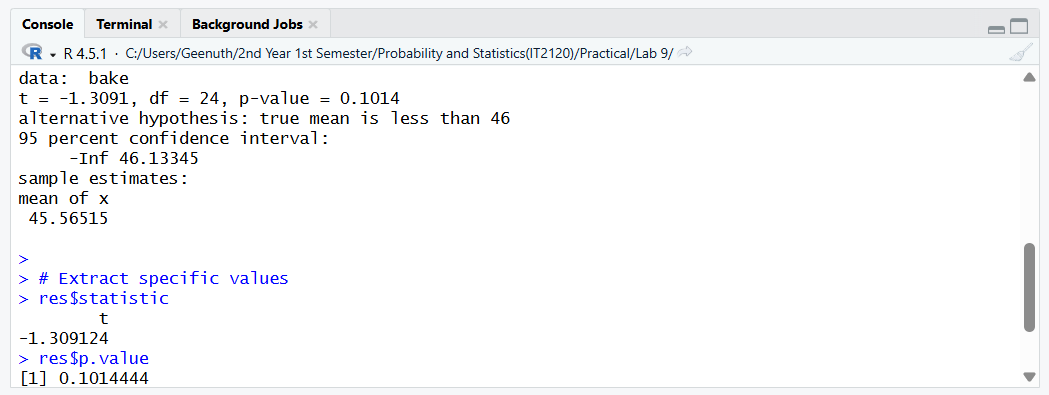 Console Terminal Background Jobs
R R 4.5.1 · C:/Users/Geenuth/2nd Year 1st Semester/Probability and Statistics(IT2120)/Practical/Lab 9/
data:  bake
t = -1.3091, df = 24, p-value = 0.1014
alternative hypothesis: true mean is less than 46
95 percent confidence interval:
     -Inf 46.13345
sample estimates:
mean of x
 45.56515
>
> # Extract specific values
> res$statistic
        t
-1.309124
> res$p.value
[1] 0.1014444